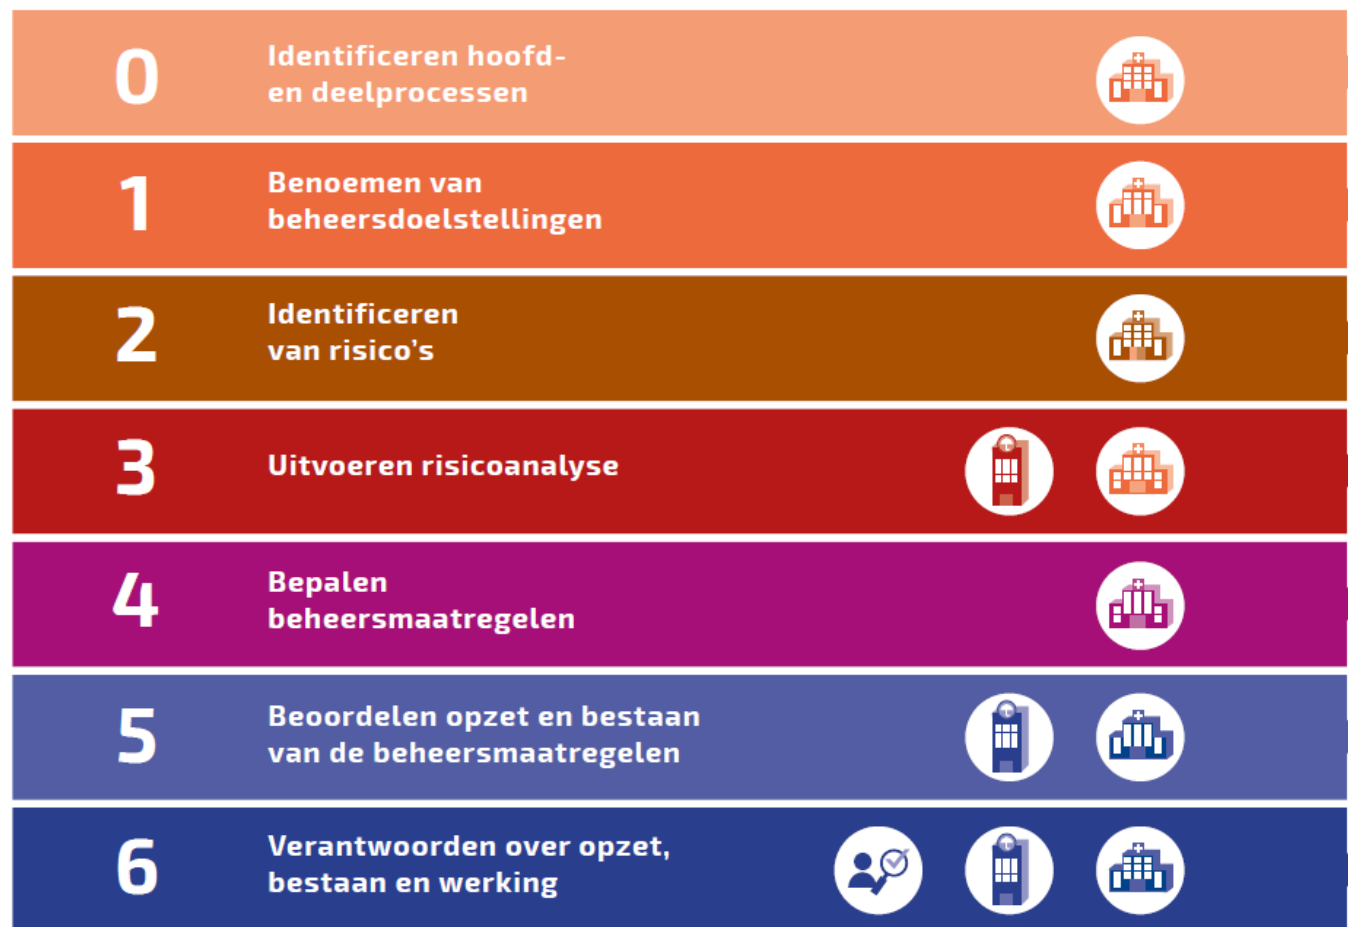 0
Identificeren hoofd-
en deelprocessen
1
Benoemen van
beheersdoelstellingen
2
Identificeren
van risico's
3
Uitvoeren risicoanalyse
4
Bepalen
beheersmaatregelen
5
Beoordelen opzet en bestaan
van de beheersmaatregelen
6
Verantwoorden over opzet,
bestaan en werking